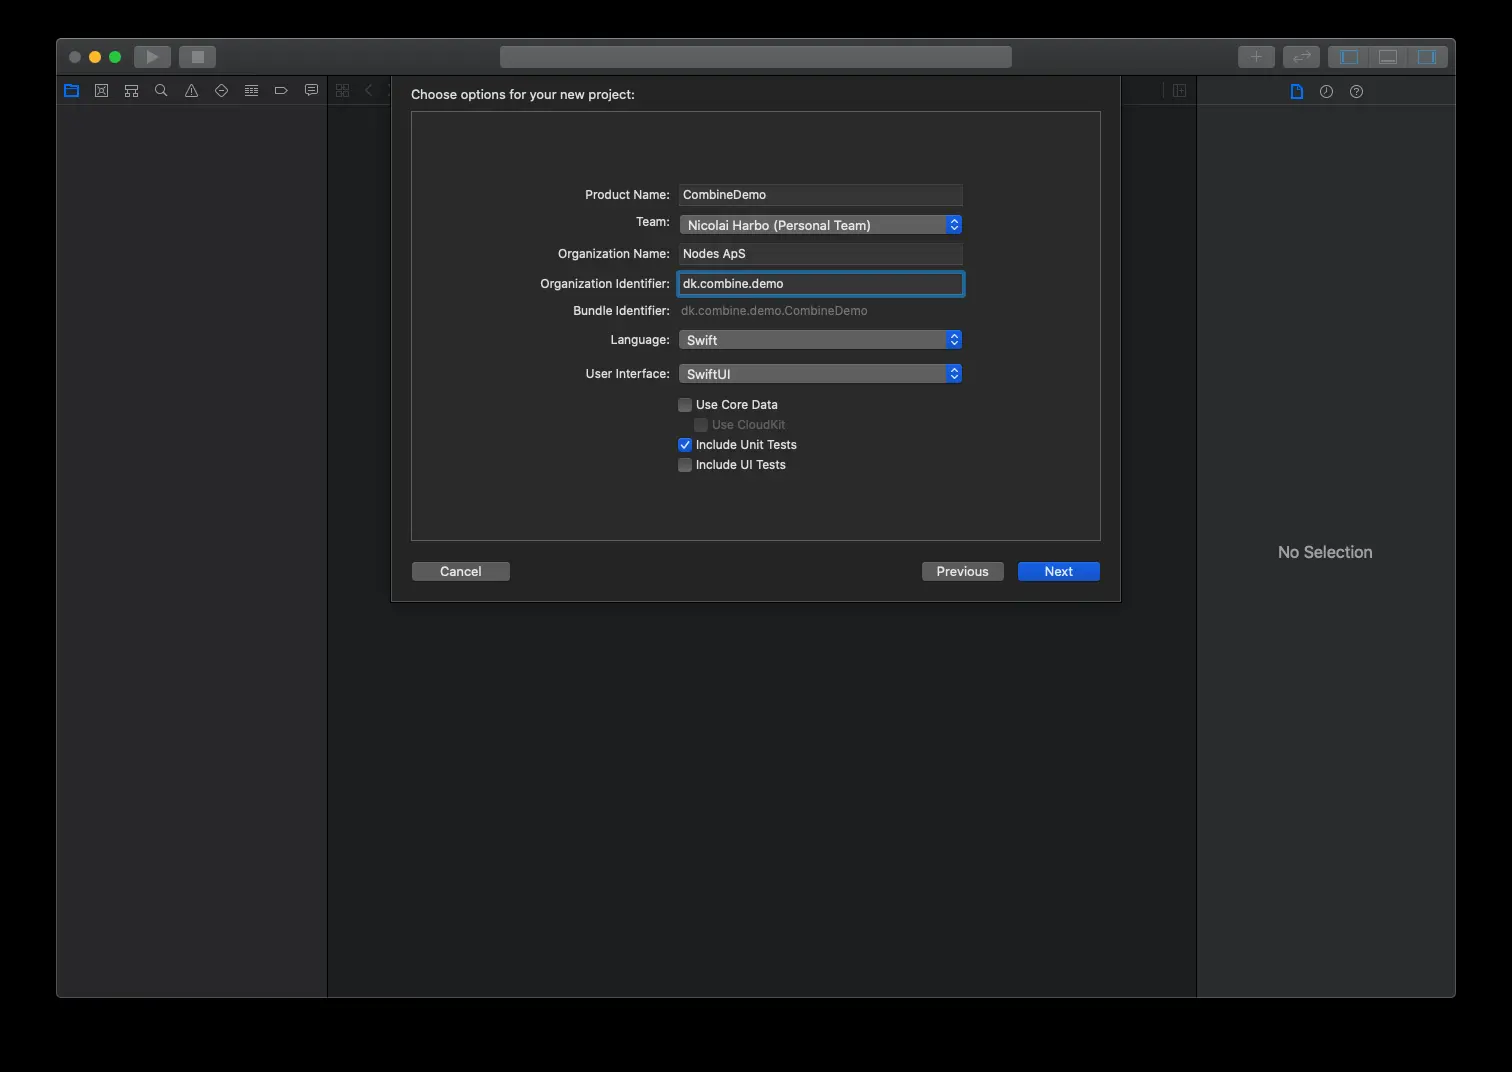 Choose options for your new project:
Product Name: CombineDemo
Team: Nicolai Harbo (Personal Team)
Organization Name: Nodes ApS
Organization Identifier: dk.combine.demo
Bundle Identifier: dk.combine.demo.CombineDemo
Language: Swift
User Interface: SwiftUI
Use Core Data
Use CloudKit
Include Unit Tests
Include UI Tests
No Selection
Cancel Previous Next